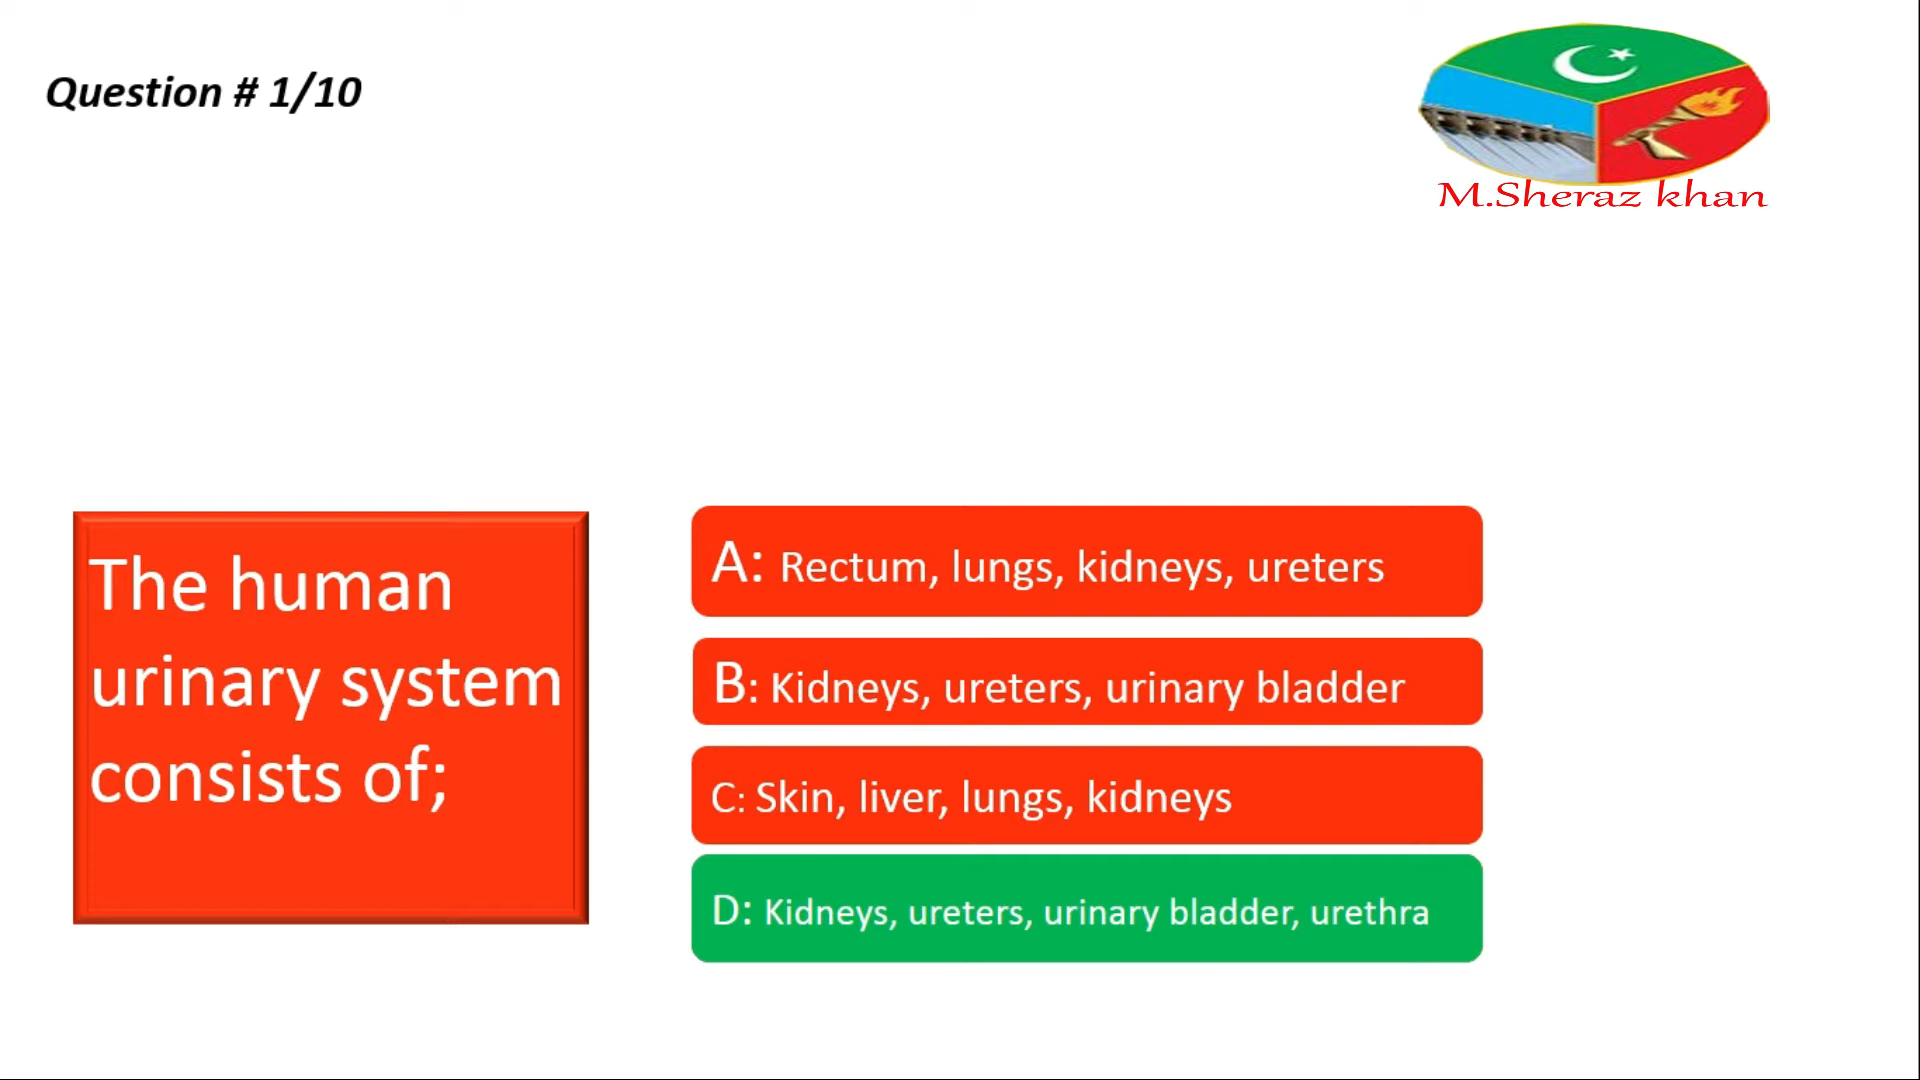 Question # 1/10
M.Sheraz khan
The human
urinary system
consists of;
A: Rectum, lungs, kidneys, ureters
B: Kidneys, ureters, urinary bladder
C: Skin, liver, lungs, kidneys
D: Kidneys, ureters, urinary bladder, urethra